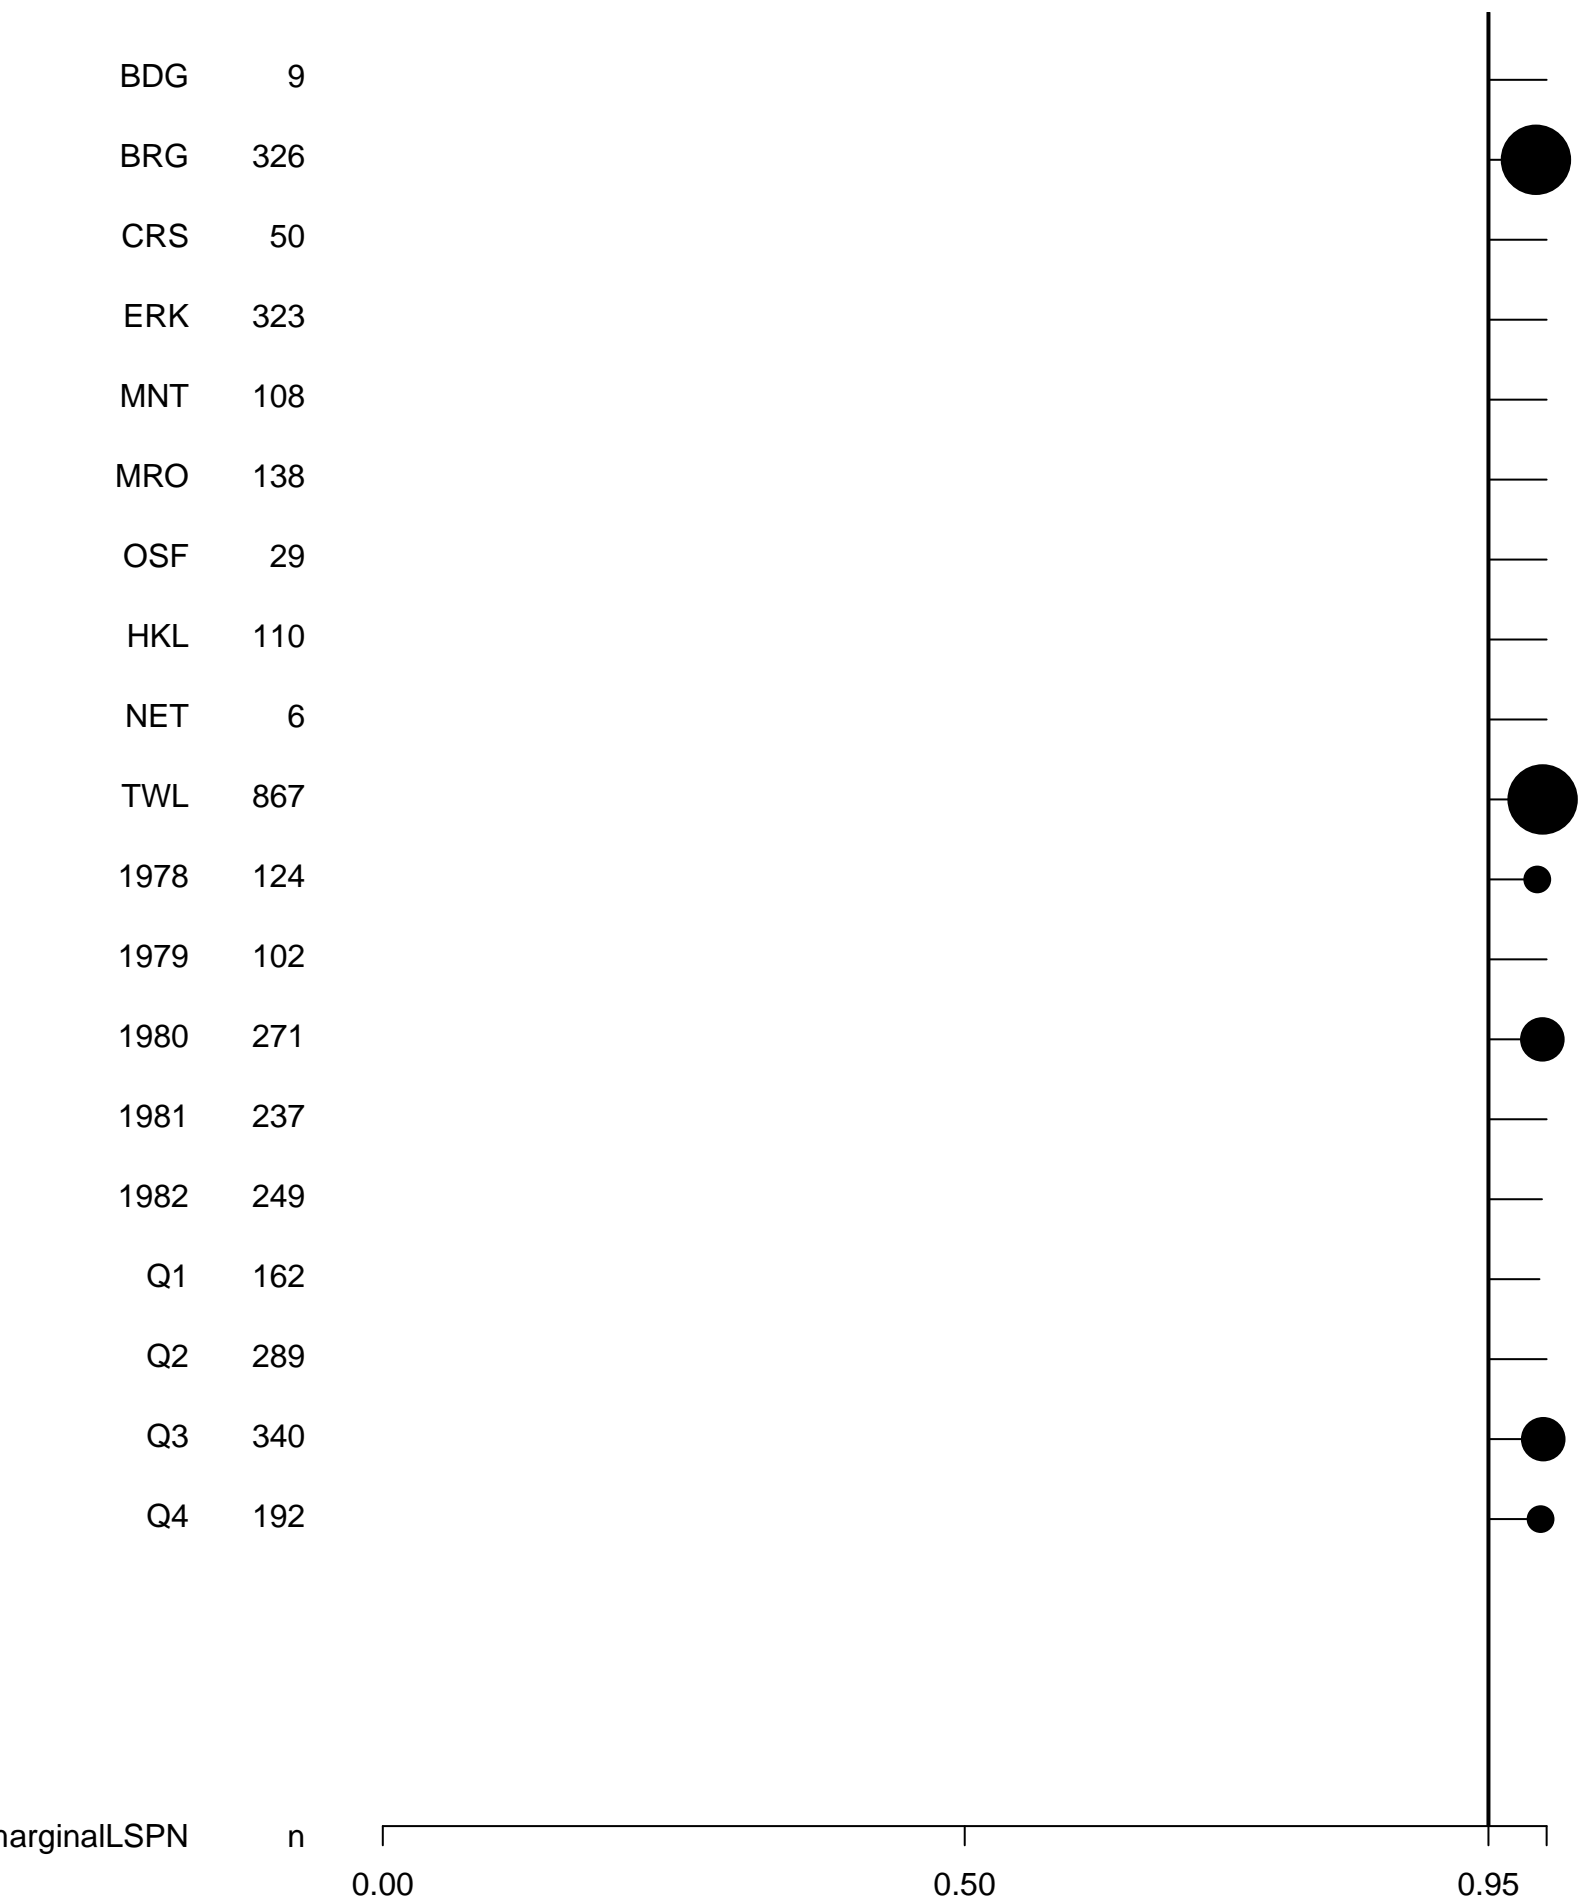 BDG 9
BRG 326
CRS 50
ERK 323
MNT 108
MRO 138
OSF 29
HKL 110
NET 6
TWL 867
1978 124
1979 102
1980 271
1981 237
1982 249
Q1 162
Q2 289
Q3 340
Q4 192
arginalLSPN n
0.00 0.50 0.95